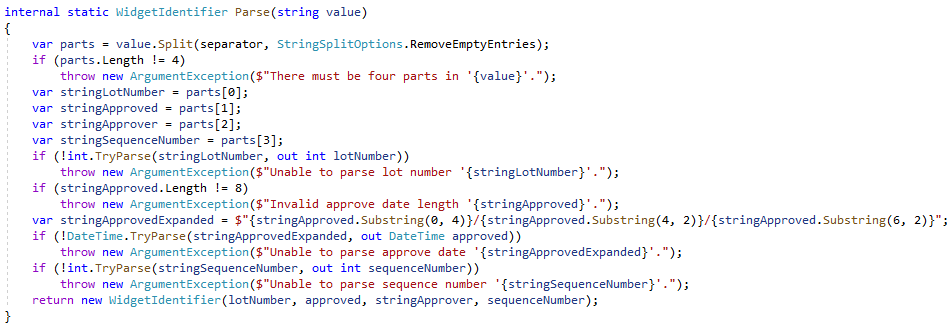 internal static WidgetIdentifier Parse(string value)
{
    var parts = value.Split(separator, StringSplitOptions.RemoveEmptyEntries);
    if (parts.Length != 4)
        throw new ArgumentException($"There must be four parts in '{value}'.");
    var stringLotNumber = parts[0];
    var stringApproved = parts[1];
    var stringApprover = parts[2];
    var stringSequenceNumber = parts[3];
    if (!int.TryParse(stringLotNumber, out int lotNumber))
        throw new ArgumentException($"Unable to parse lot number '{stringLotNumber}'.");
    if (stringApproved.Length != 8)
        throw new ArgumentException($"Invalid approve date length '{stringApproved}'.");
    var stringApprovedExpanded = $"{stringApproved.Substring(0, 4)}/{stringApproved.Substring(4, 2)}/{stringApproved.Substring(6, 2)}";
    if (!DateTime.TryParse(stringApprovedExpanded, out DateTime approved))
        throw new ArgumentException($"Unable to parse approve date '{stringApprovedExpanded}'.");
    if (!int.TryParse(stringSequenceNumber, out int sequenceNumber))
        throw new ArgumentException($"Unable to parse sequence number '{stringSequenceNumber}'.");
    return new WidgetIdentifier(lotNumber, approved, stringApprover, sequenceNumber);
}